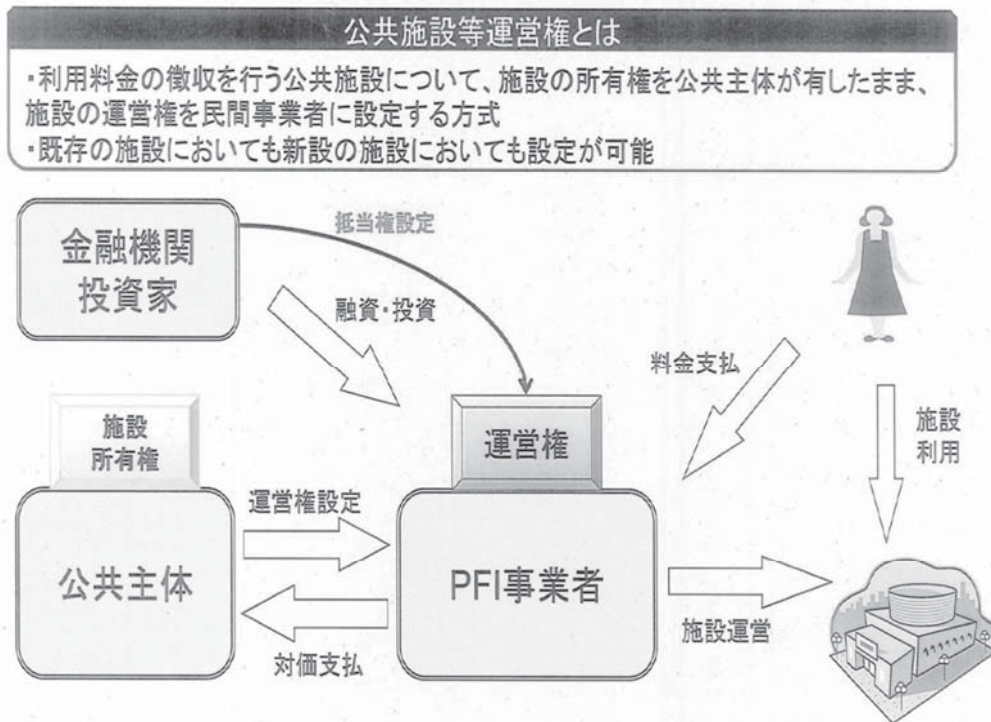 公共施設等運営権とは
・利用料金の徴収を行う公共施設について、施設の所有権を公共主体が有したまま、
施設の運営権を民間事業者に設定する方式
・既存の施設においても新設の施設においても設定が可能
金融機関
投資家
抵当権設定
融資・投資
料金支払
施設
利用
施設
所有権
運営権
運営権設定
公共主体
PFI事業者
対価支払
施設運営